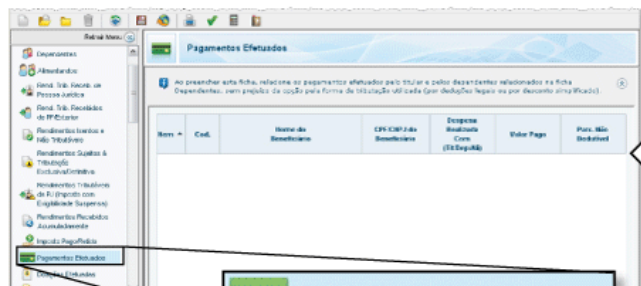 Retrair Menu
Dependentes
Alimentandos
Rend. Trib. Receb. de
Pessoa Jurídica
Rend. Trib. Recebidos
de PF/Exterior
Rendimentos Isentos e
Não Tributáveis
Rendimentos Sujeitos à
Tributação
Exclusiva/Definitiva
Rendimentos Tributáveis
de PJ (Imposto com
Exigibilidade Suspensa)
Rendimentos Recebidos
Acumuladamente
Imposto Pago/Retido
Pagamentos Efetuados
Doações Efetuadas
Pagamentos Efetuados
Ao preencher esta ficha, relacione os pagamentos efetuados pelo titular e pelos dependentes relacionados na ficha
Dependentes, sem prejuízo da opção pela forma de tributação utilizada (por deduções legais ou por desconto simplificado).
Item
Cod.
Nome do
Beneficiário
CPF/CNPJ do
Beneficiário
Despesa
Realizada
Com
(Tit/Dep/Ali)
Valor Pago
Parc. Não
Dedutível